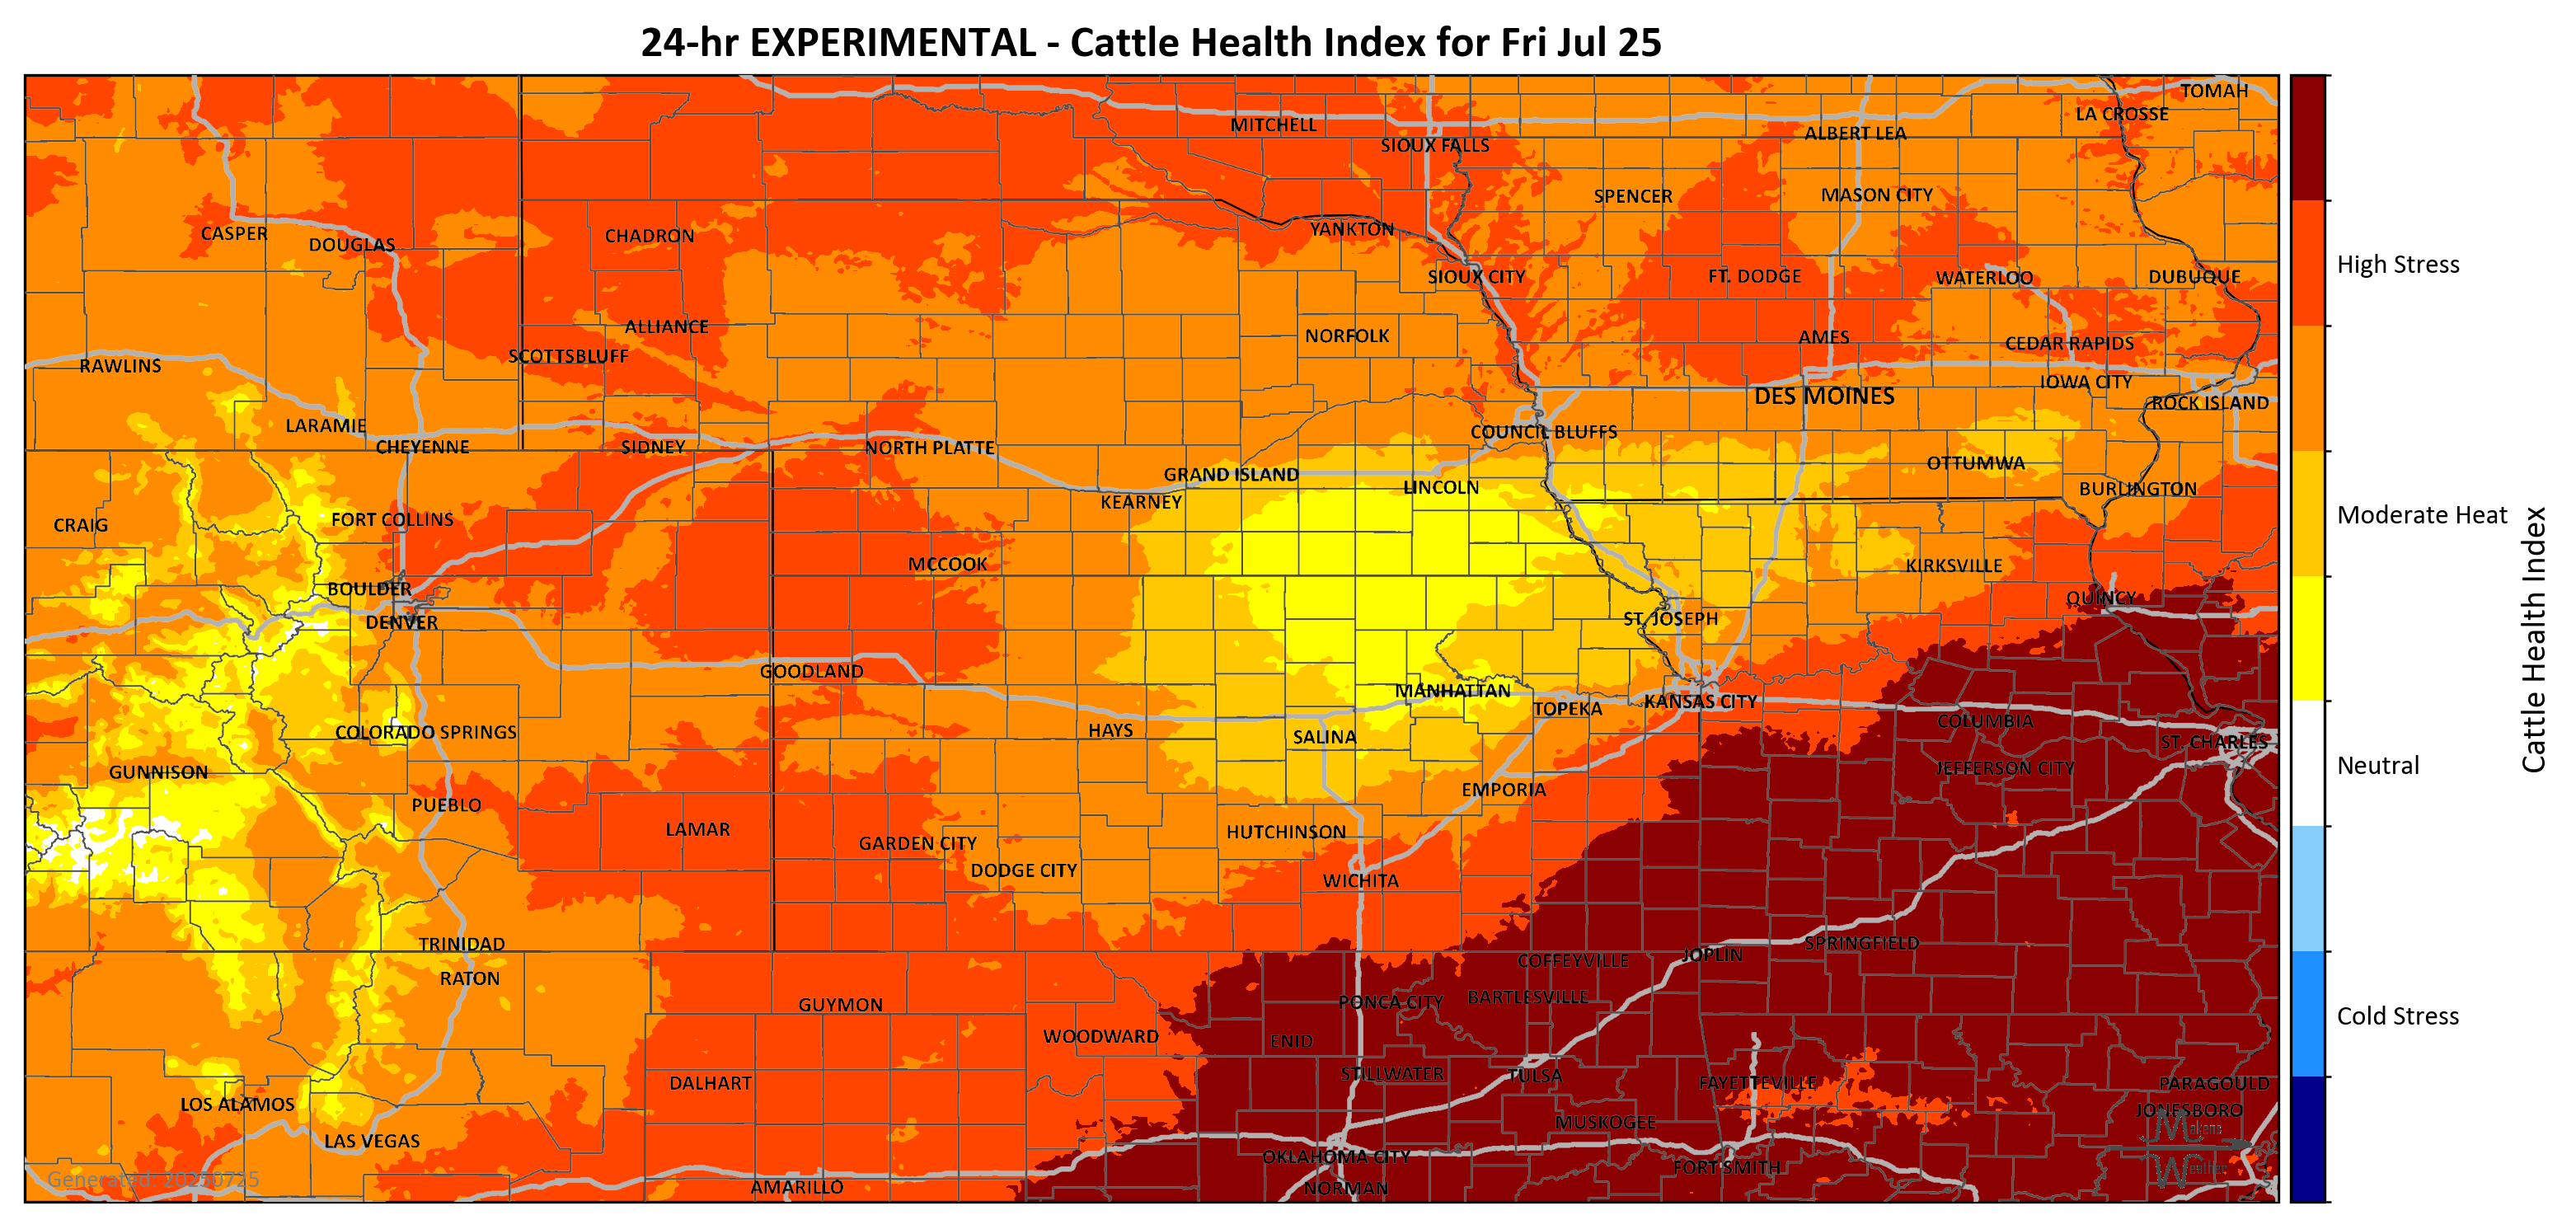 24-hr EXPERIMENTAL - Cattle Health Index for Fri Jul 25
TOMAH
LA CROSSE
MITCHELL
ALBERT LEA
SIOUX FALLS
SPENCER
MASON CITY
CASPER
DOUGLAS
CHADRON
YANKTON
SIOUX CITY
FT. DODGE
WATERLOO
DUBUQUE
High Stress
ALLIANCE
NORFOLK
AMES
CEDAR RAPIDS
SCOTTSBLUFF
RAWLINS
IOWA CITY
DES MOINES
ROCK ISLAND
LARAMIE
COUNCIL BLUFFS
CHEYENNE
SIDNEY
NORTH PLATTE
GRAND ISLAND
OTTUMWA
LINCOLN
BURLINGTON
KEARNEY
CRAIG
FORT COLLINS
Moderate Heat
MCCOOK
KIRKSVILLE
BOULDER
QUINCY
DENVER
ST. JOSEPH
Cattle Health Index
GOODLAND
MANHATTAN
TOPEKA
KANSAS CITY
COLUMBIA
COLORADO SPRINGS
HAYS
SALINA
ST. CHARLES
GUNNISON
JEFFERSON CITY
Neutral
EMPORIA
PUEBLO
LAMAR
HUTCHINSON
GARDEN CITY
DODGE CITY
WICHITA
TRINIDAD
SPRINGFIELD
JOPLIN
COFFEYVILLE
RATON
GUYMON
PONCA CITY
BARTLESVILLE
Cold Stress
WOODWARD
ENID
STILLWATER
TULSA
DALHART
FAYETTEVILLE
PARAGOULD
LOS ALAMOS
JONESBORO
MUSKOGEE
Makens
LAS VEGAS
OKLAHOMA CITY
FORT SMITH
Weather
Generated: 20250725
AMARILLO
NORMAN